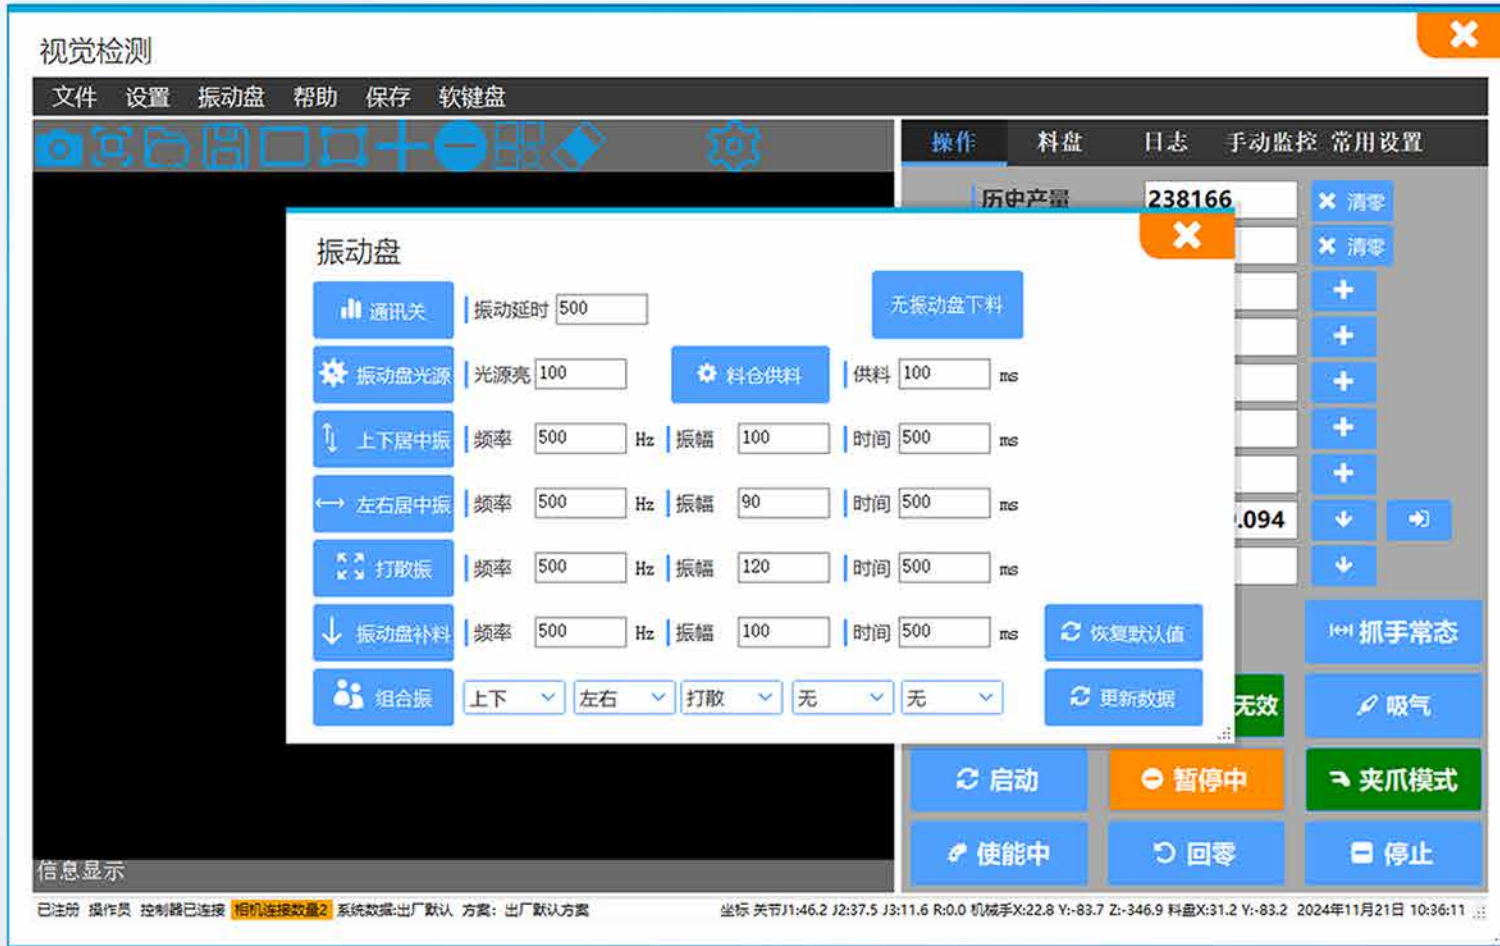 视觉检测
文件 设置 振动盘 帮助 保存 软键盘
操作 料盘 日志 手动监控 常用设置
历史产量 238166 清零
清零
振动盘
通讯关 振动延时 500 无振动盘下料
振动盘光源 光源亮 100 料仓供料 供料 100 ms
上下居中振 频率 500 Hz 振幅 100 时间 500 ms
左右居中振 频率 500 Hz 振幅 90 时间 500 ms
.094
打散振 频率 500 Hz 振幅 120 时间 500 ms
振动盘补料 频率 500 Hz 振幅 100 时间 500 ms 恢复默认值
抓手常态
组合振 上下 左右 打散 无 无 更新数据
无效 吸气
启动 暂停中 夹爪模式
使能中 回零 停止
信息显示
已注册 操作员 控制器已连接 相机连接数量2 系统数据:出厂默认 方案：出厂默认方案 坐标 关节J1:46.2 J2:37.5 J3:11.6 R:0.0 机械手X:22.8 Y:-83.7 Z:-346.9 料盘X:31.2 Y:-83.2 2024年11月21日 10:36:11